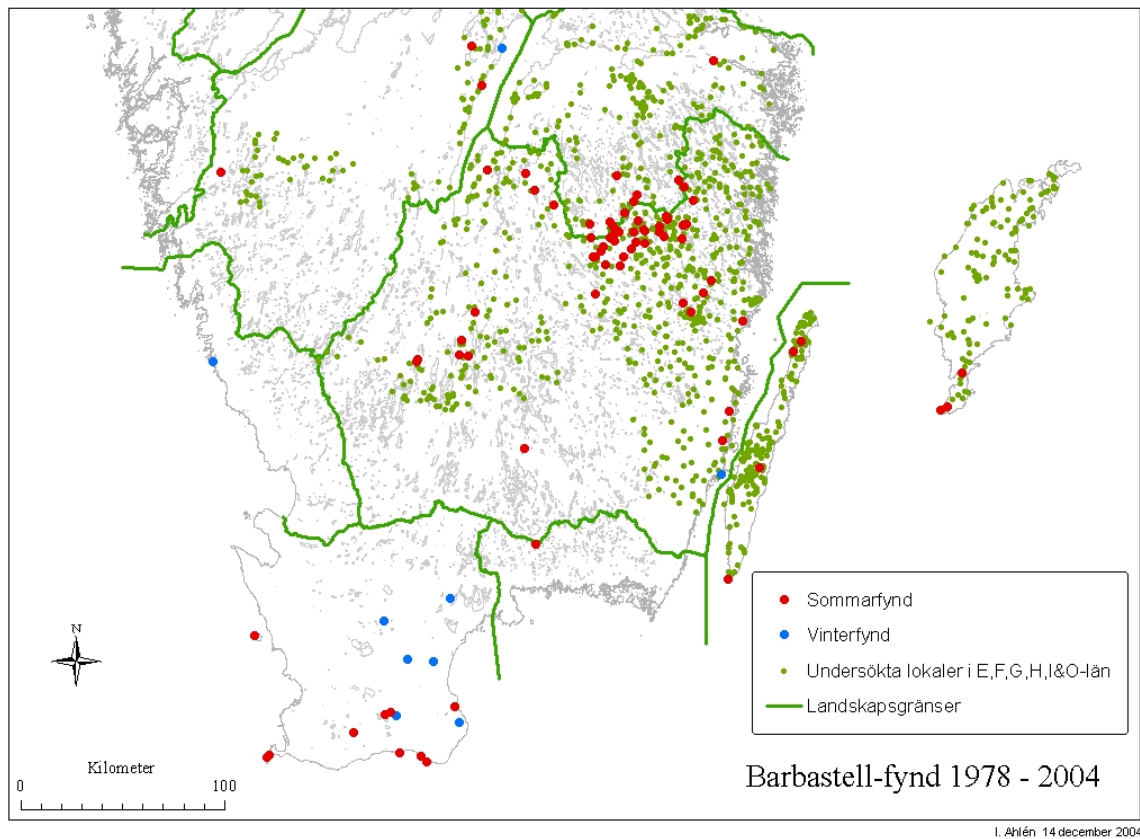 N
Kilometer
0 100
Sommarfynd
Vinterfynd
Undersökta lokaler i E,F,G,H,I&O-län
Landskapsgränser
Barbastell-fynd 1978 - 2004
I. Ahlén 14 december 2004